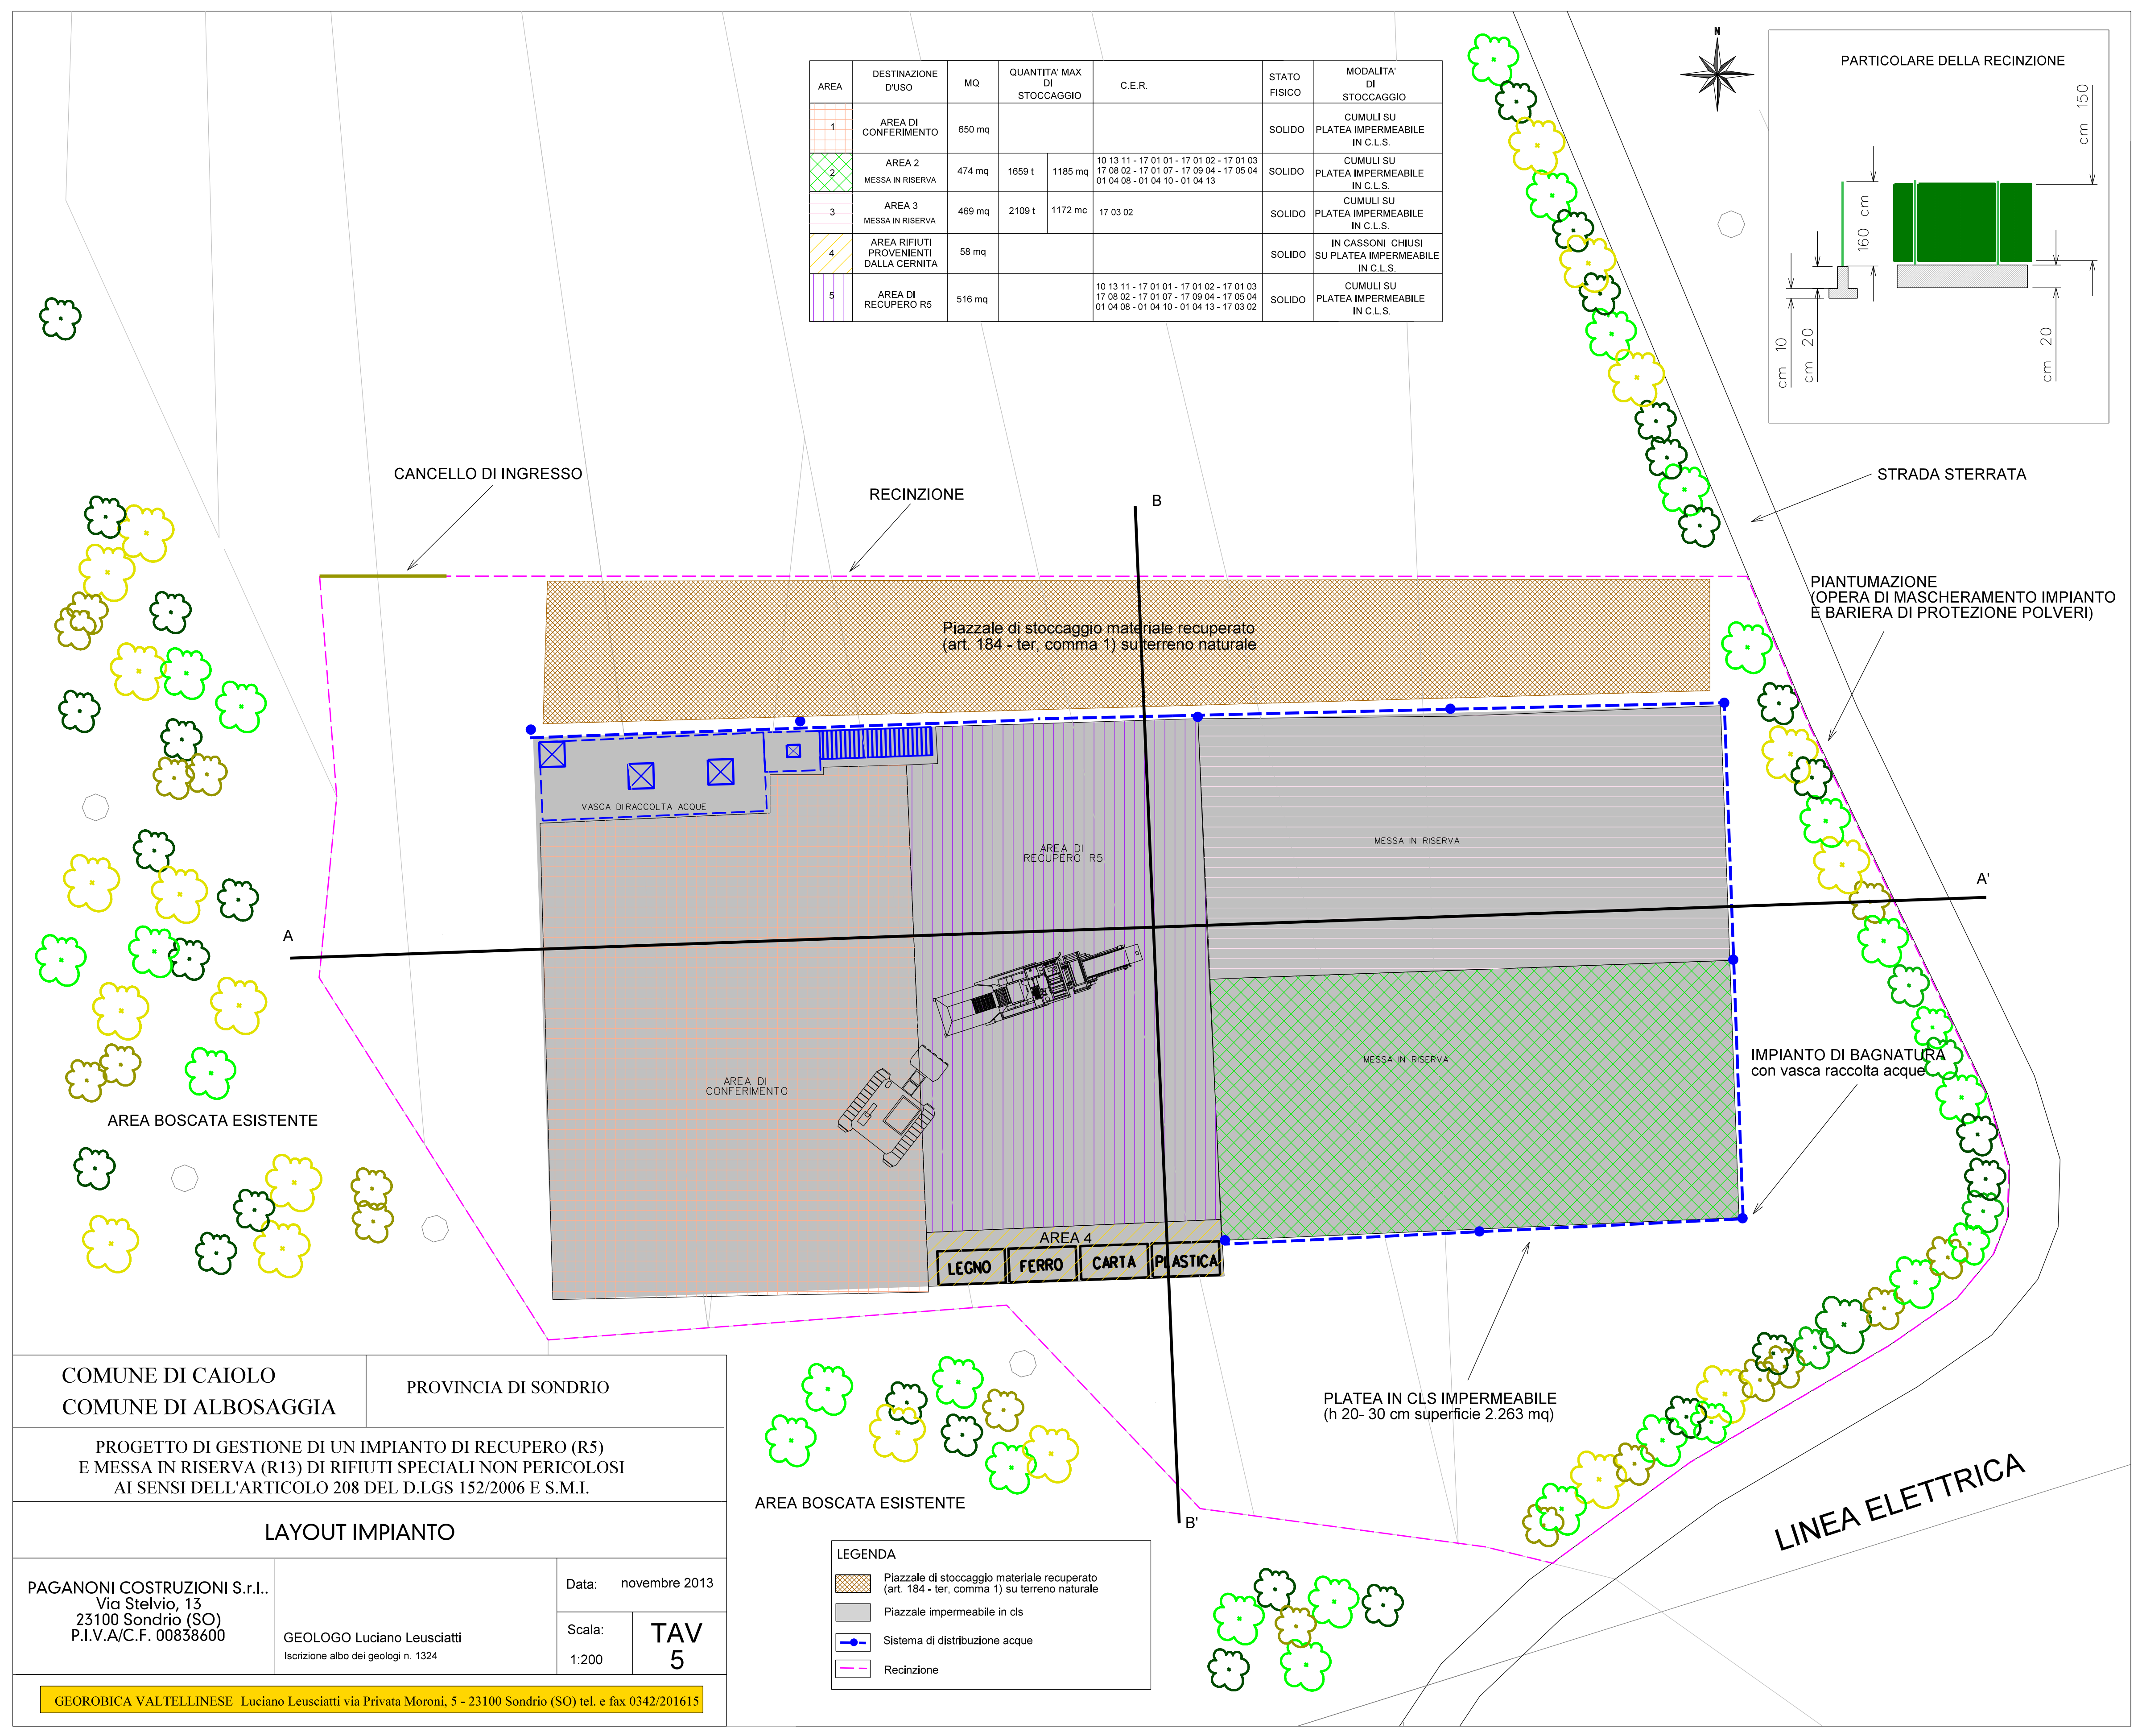 N
PARTICOLARE DELLA RECINZIONE
cm 150
160 cm
cm 10
cm 20
cm 20
AREA
DESTINAZIONE
D'USO
MQ
QUANTITA' MAX
DI
STOCCAGGIO
C.E.R.
STATO
FISICO
MODALITA'
DI
STOCCAGGIO
1
AREA DI
CONFERIMENTO
650 mq
SOLIDO
CUMULI SU
PLATEA IMPERMEABILE
IN C.L.S.
2
AREA 2
MESSA IN RISERVA
474 mq
1659 t
1185 mq
10 13 11 - 17 01 01 - 17 01 02 - 17 01 03
17 08 02 - 17 01 07 - 17 09 04 - 17 05 04
01 04 08 - 01 04 10 - 01 04 13
SOLIDO
CUMULI SU
PLATEA IMPERMEABILE
IN C.L.S.
3
AREA 3
MESSA IN RISERVA
469 mq
2109 t
1172 mc
17 03 02
SOLIDO
CUMULI SU
PLATEA IMPERMEABILE
IN C.L.S.
4
AREA RIFIUTI
PROVENIENTI
DALLA CERNITA
58 mq
SOLIDO
IN CASSONI CHIUSI
SU PLATEA IMPERMEABILE
IN C.L.S.
5
AREA DI
RECUPERO R5
516 mq
10 13 11 - 17 01 01 - 17 01 02 - 17 01 03
17 08 02 - 17 01 07 - 17 09 04 - 17 05 04
01 04 08 - 01 04 10 - 01 04 13 - 17 03 02
SOLIDO
CUMULI SU
PLATEA IMPERMEABILE
IN C.L.S.
CANCELLO DI INGRESSO
RECINZIONE
B
STRADA STERRATA
PIANTUMAZIONE
(OPERA DI MASCHERAMENTO IMPIANTO
E BARIERA DI PROTEZIONE POLVERI)
Piazzale di stoccaggio materiale recuperato
(art. 184 - ter, comma 1) su terreno naturale
VASCA DI RACCOLTA ACQUE
AREA DI
RECUPERO R5
MESSA IN RISERVA
A
A'
MESSA IN RISERVA
AREA DI
CONFERIMENTO
IMPIANTO DI BAGNATURA
con vasca raccolta acque
AREA BOSCATA ESISTENTE
AREA 4
LEGNO
FERRO
CARTA
PLASTICA
PLATEA IN CLS IMPERMEABILE
(h 20- 30 cm superficie 2.263 mq)
AREA BOSCATA ESISTENTE
B'
LINEA ELETTRICA
COMUNE DI CAIOLO
COMUNE DI ALBOSAGGIA
PROVINCIA DI SONDRIO
PROGETTO DI GESTIONE DI UN IMPIANTO DI RECUPERO (R5)
E MESSA IN RISERVA (R13) DI RIFIUTI SPECIALI NON PERICOLOSI
AI SENSI DELL'ARTICOLO 208 DEL D.LGS 152/2006 E S.M.I.
LAYOUT IMPIANTO
PAGANONI COSTRUZIONI S.r.l..
Via Stelvio, 13
23100 Sondrio (SO)
P.I.V.A/C.F. 00838600
GEOLOGO Luciano Leusciatti
Iscrizione albo dei geologi n. 1324
Data: novembre 2013
Scala:
1:200
TAV
5
GEOROBICA VALTELLINESE Luciano Leusciatti via Privata Moroni, 5 - 23100 Sondrio (SO) tel. e fax 0342/201615
LEGENDA
Piazzale di stoccaggio materiale recuperato
(art. 184 - ter, comma 1) su terreno naturale
Piazzale impermeabile in cls
Sistema di distribuzione acque
Recinzione